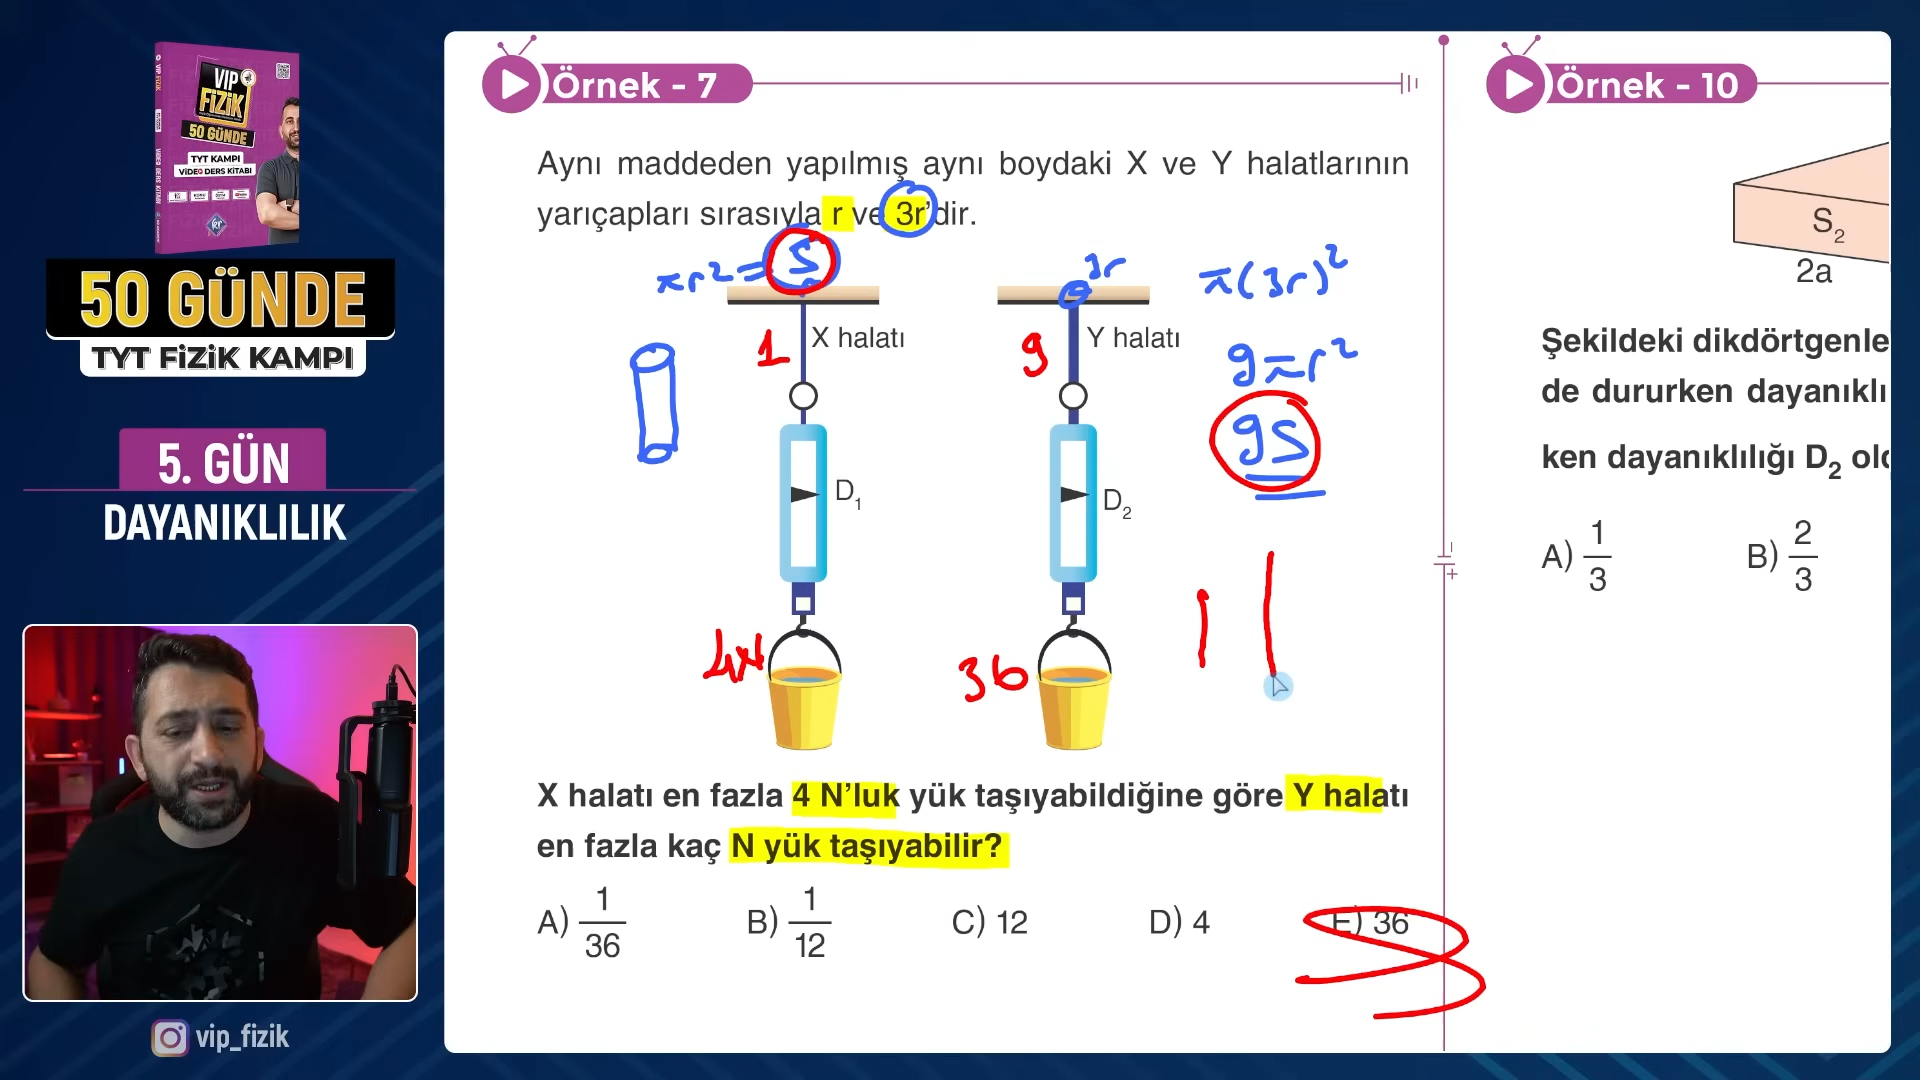 VIP
FİZİK
50 GÜNDE
TYT KAMPI
VİDEO DERS KİTABI
50 GÜNDE
TYT FİZİK KAMPI
5. GÜN
DAYANIKLILIK
vip_fizik
Örnek - 7
Aynı maddeden yapılmış aynı boydaki X ve Y halatlarının
yarıçapları sırasıyla r ve 3r'dir.
πr² = S
3r
π(3r)²
1
X halatı
9
Y halatı
9πr²
9S
D₁
D₂
4N
36
X halatı en fazla 4 N'luk yük taşıyabildiğine göre Y halatı
en fazla kaç N yük taşıyabilir?
A) 1/36 B) 1/12 C) 12 D) 4 E) 36
Örnek - 10
S₂
2a
Şekildeki dikdörtgenle
de dururken dayanıklı
ken dayanıklılığı D₂
A) 1/3 B) 2/3